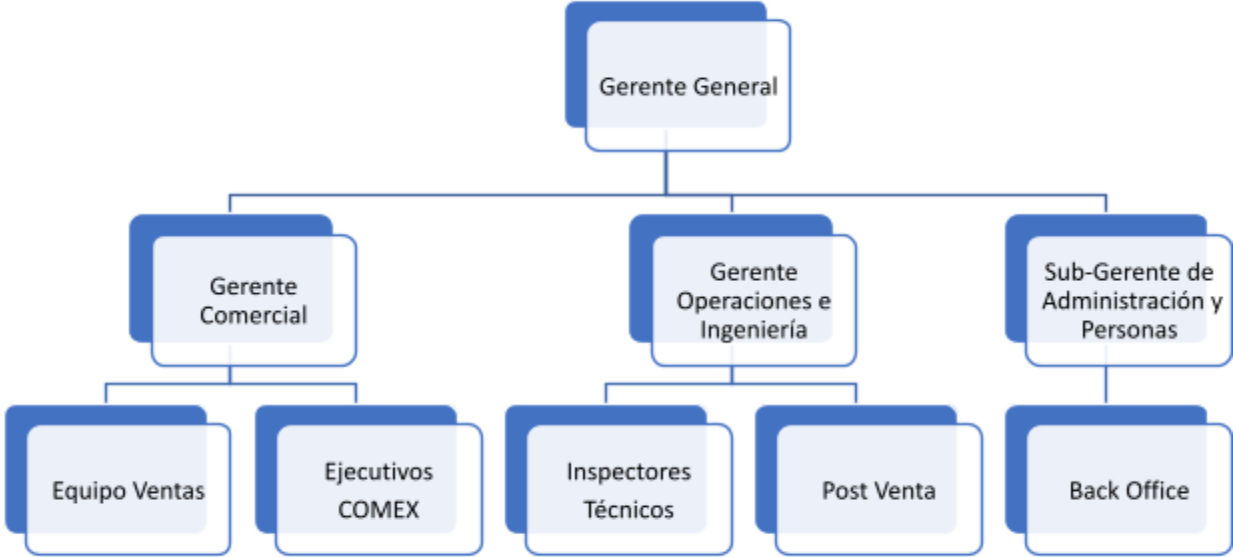 Gerente General
Gerente
Comercial
Gerente
Operaciones e
Ingeniería
Sub-Gerente de
Administración y
Personas
Equipo Ventas
Ejecutivos
COMEX
Inspectores
Técnicos
Post Venta
Back Office